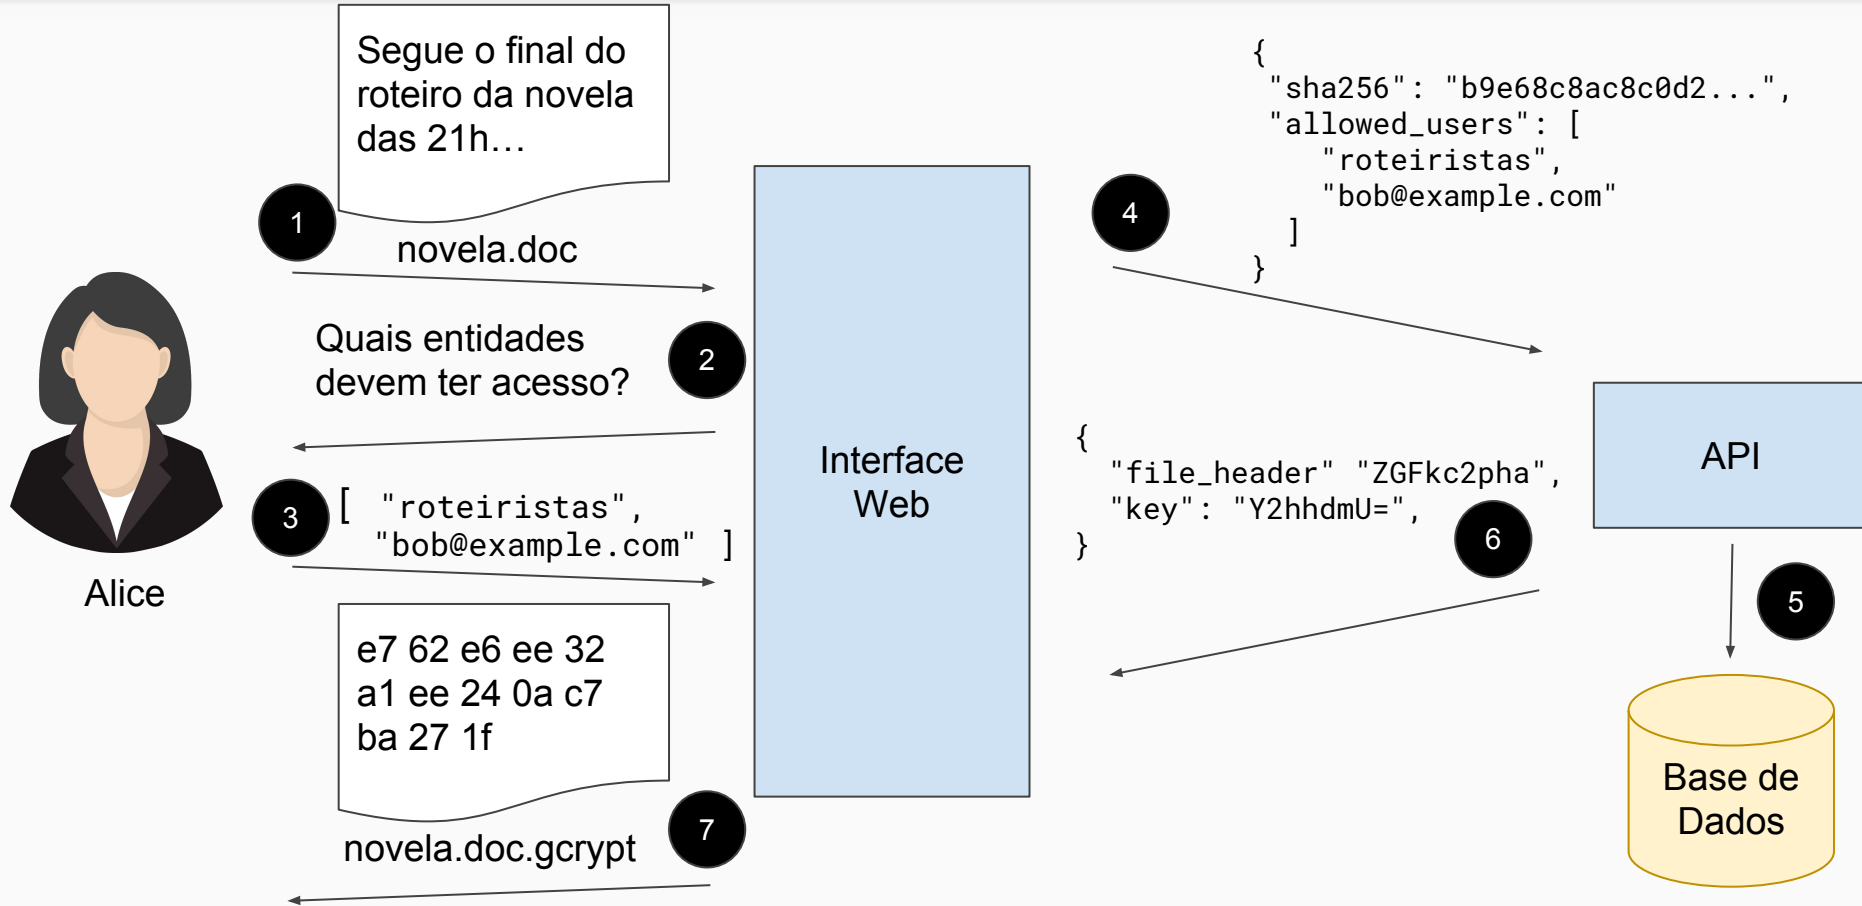 Segue o final do
roteiro da novela
das 21h…
1
novela.doc
Quais entidades
devem ter acesso?
2
3
[ "roteiristas",
"bob@example.com" ]
Alice
e7 62 e6 ee 32
a1 ee 24 0a c7
ba 27 1f
novela.doc.gcrypt
7
Interface
Web
4
{
"sha256": "b9e68c8ac8c0d2...",
"allowed_users": [
"roteiristas",
"bob@example.com"
]
}
{
"file_header" "ZGFkc2pha",
"key": "Y2hhdmU=",
}
6
API
5
Base de
Dados